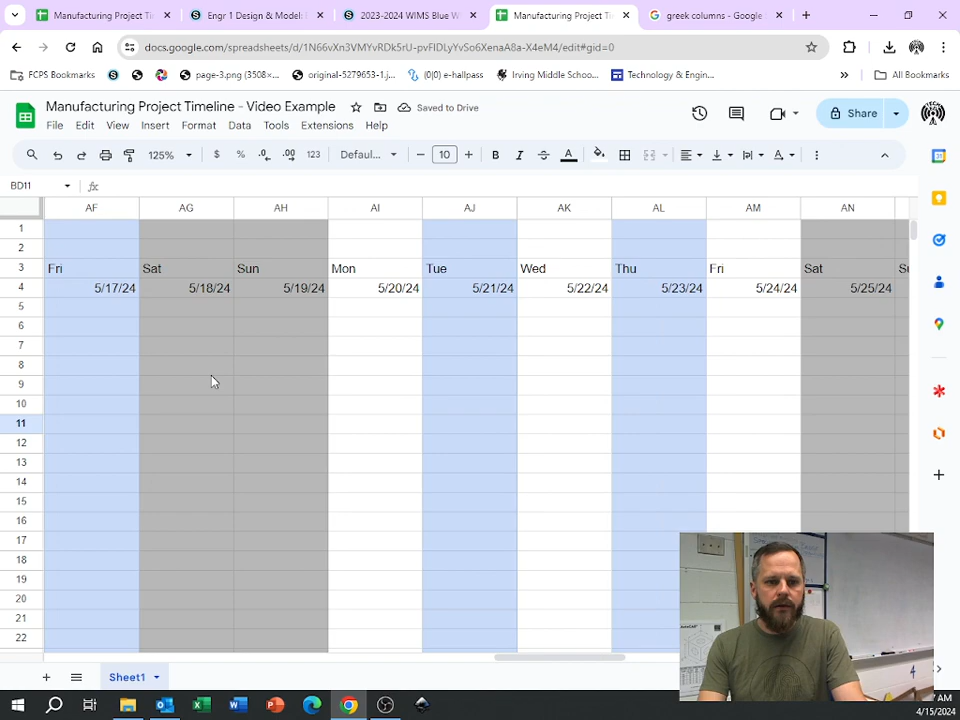 Manufacturing Project Tim
Engr 1 Design & Model:
2023-2024 WIMS Blue W
Manufacturing Project Tim
greek columns - Google
docs.google.com/spreadsheets/d/1N66vXn3VMYvRDk5rU-pvFIDLyYvSo6XenaA8a-X4eM4/edit#gid=0
FCPS Bookmarks
page-3.png (3508×...
original-5279653-1.j...
(0|0) e-hallpass
Irving Middle Schoo...
Technology & Engin...
All Bookmarks
Manufacturing Project Timeline - Video Example
Saved to Drive
Share
File Edit View Insert Format Data Tools Extensions Help
125% $ % .0 .00 123 Defaul... 10 B I A
BD11 fx
AF AG AH AI AJ AK AL AM AN
1
2
3 Fri Sat Sun Mon Tue Wed Thu Fri Sat
4 5/17/24 5/18/24 5/19/24 5/20/24 5/21/24 5/22/24 5/23/24 5/24/24 5/25/24
5
6
7
8
9
10
11
12
13
14
15
16
17
18
19
20
21
22
Sheet1
AM
4/15/2024